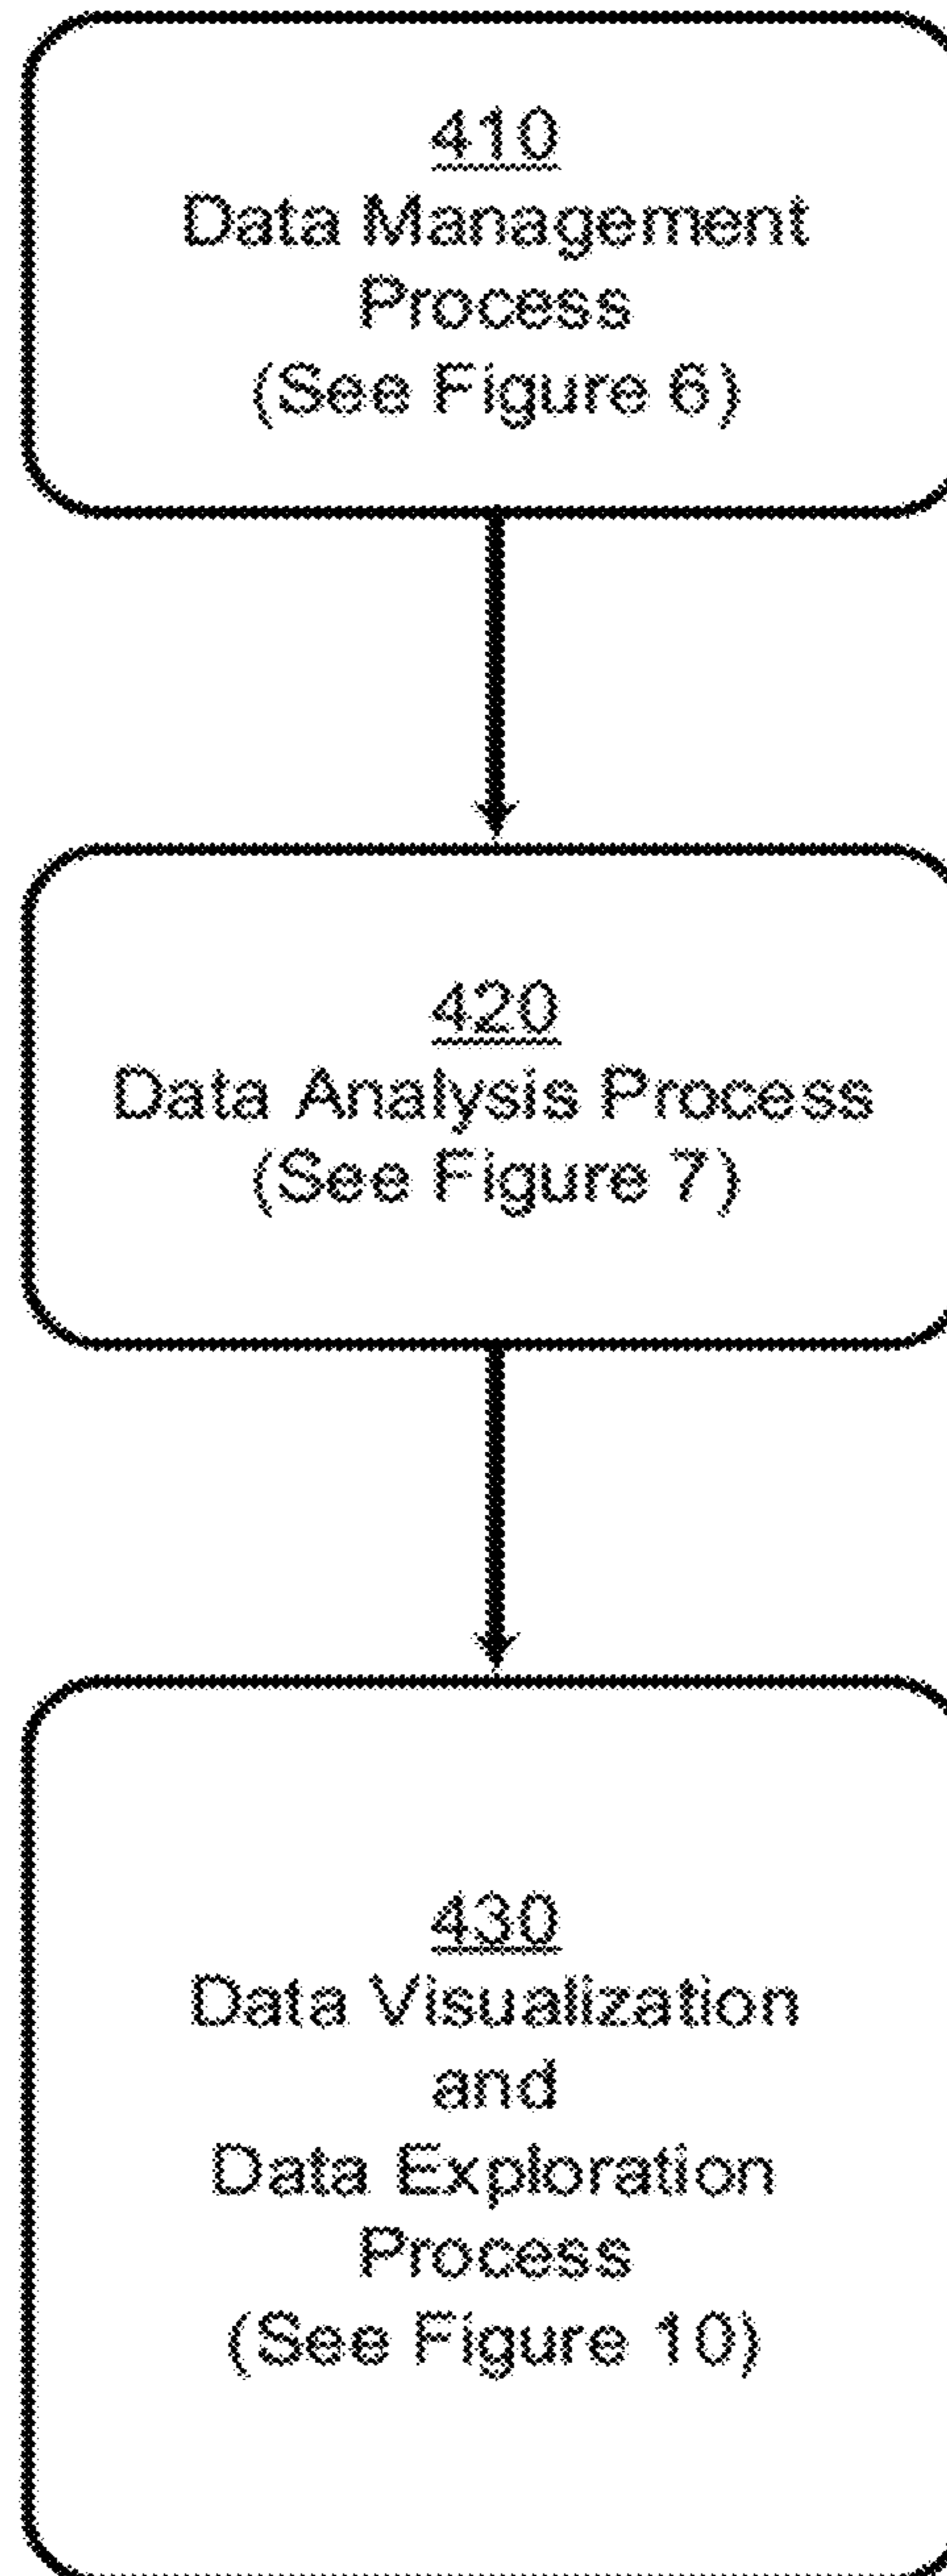 410
Data Management
Process
(See Figure 6)
420
Data Analysis Process
(See Figure 7)
430
Data Visualization
and
Data Exploration
Process
(See Figure 10)